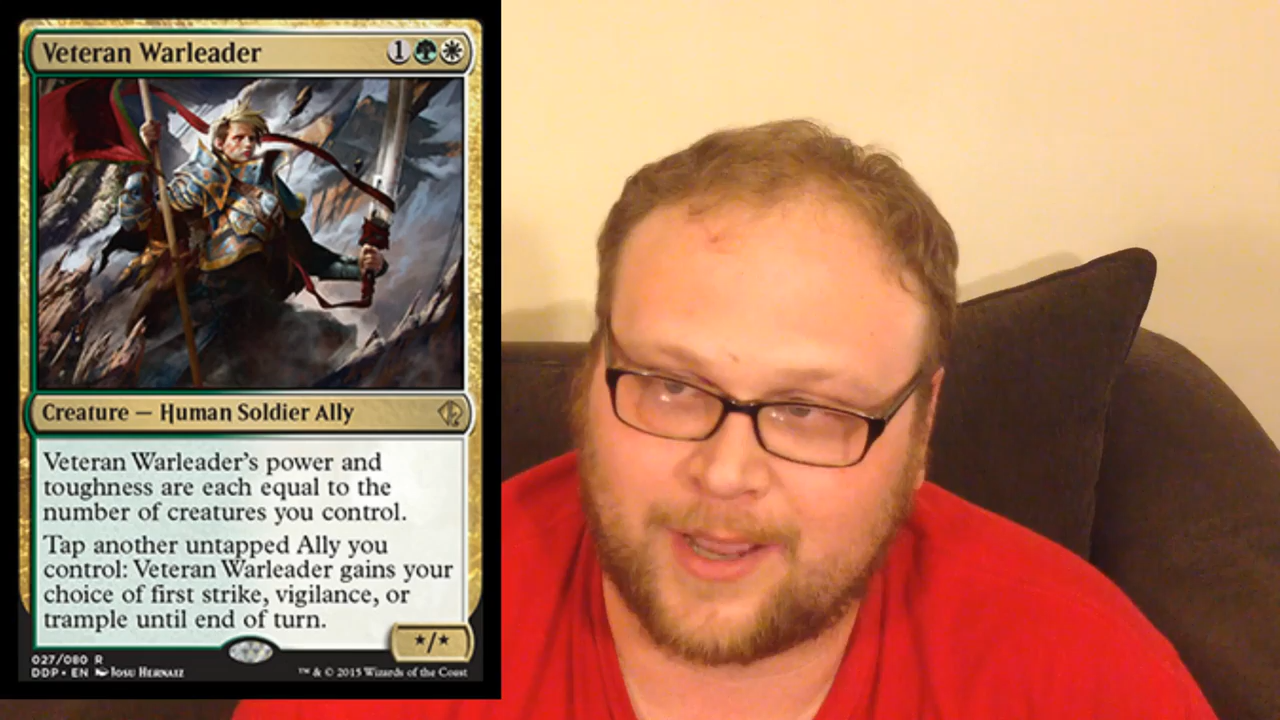 Veteran Warleader 1
Creature — Human Soldier Ally
Veteran Warleader's power and
toughness are each equal to the
number of creatures you control.
Tap another untapped Ally you
control: Veteran Warleader gains your
choice of first strike, vigilance, or
trample until end of turn.
*/*
027/080 R
DDP • EN Iosu Hernaiz ™ & © 2015 Wizards of the Coast